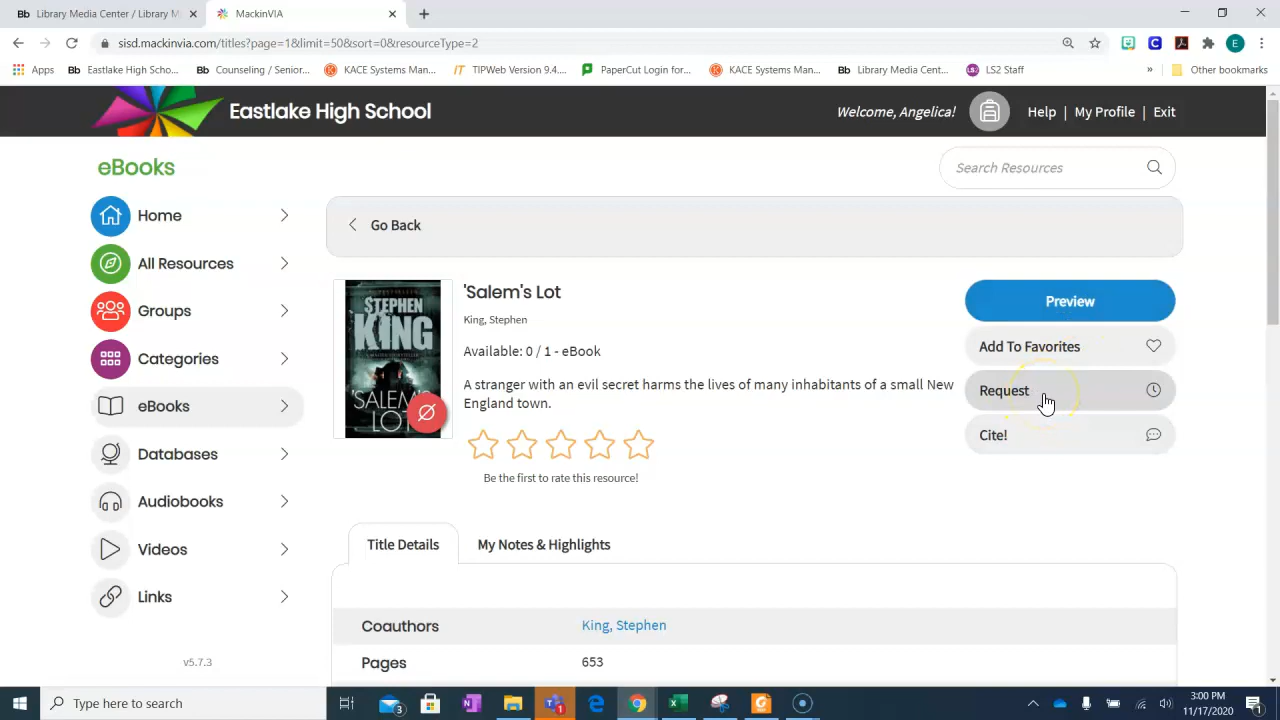 Library Media Center / Library M
MackinVIA
sisd.mackinvia.com/titles?page=1&limit=50&sort=0&resourceType=2
Apps
Eastlake High Scho...
Counseling / Senior...
KACE Systems Man...
TIPWeb Version 9.4....
PaperCut Login for...
KACE Systems Man...
Library Media Cent...
LS2 Staff
Other bookmarks
Eastlake High School
Welcome, Angelica!
Help | My Profile | Exit
eBooks
Search Resources
Home
All Resources
Groups
Categories
eBooks
Databases
Audiobooks
Videos
Links
v5.7.3
Go Back
STEPHEN
KING
'SALEM'S
LOT
'Salem's Lot
King, Stephen
Available: 0 / 1 - eBook
A stranger with an evil secret harms the lives of many inhabitants of a small New
England town.
Be the first to rate this resource!
Preview
Add To Favorites
Request
Cite!
Title Details
My Notes & Highlights
Coauthors
King, Stephen
Pages
653
Type here to search
3:00 PM
11/17/2020